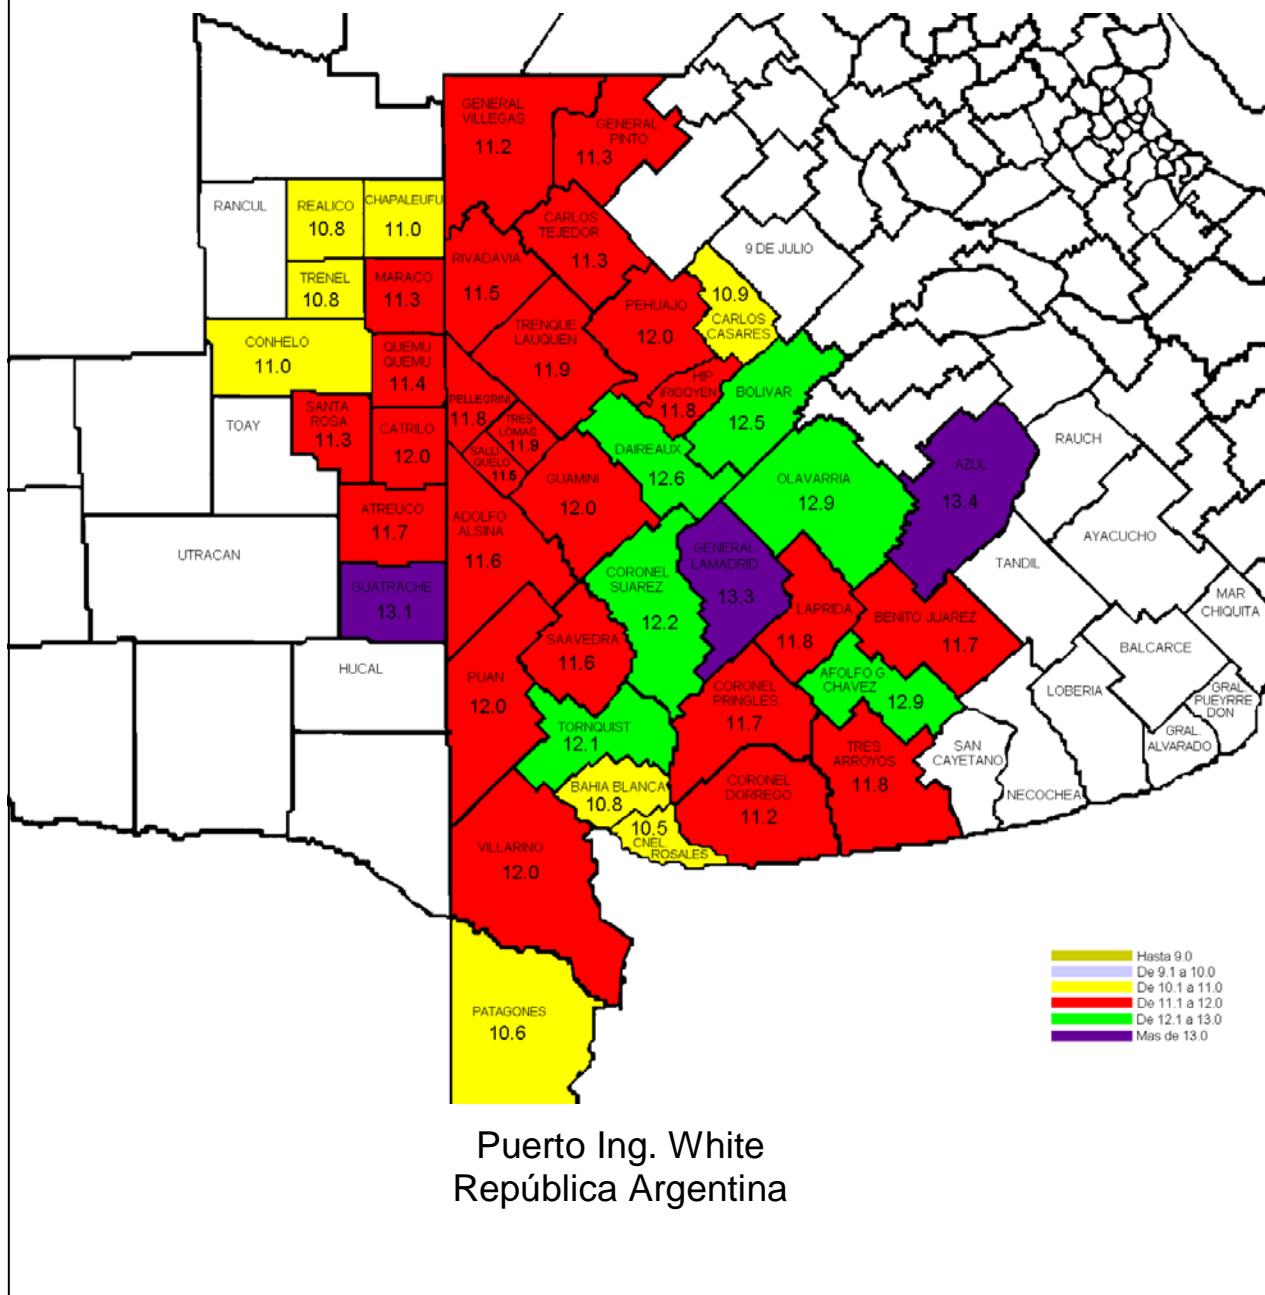 GENERAL
VILLEGAS
11.2
GENERAL
PINTO
11.3
RANCUL
REALICO
10.8
CHAPALEUFU
11.0
CARLOS
TEJEDOR
11.3
9 DE JULIO
RIVADAVIA
11.5
TRENEL
10.8
MARACO
11.3
PEHUAJO
12.0
10.9
CARLOS
CASARES
TRENQUE
LAUQUEN
11.9
CONHELO
11.0
QUEMU
QUEMU
11.4
HIP.
IRIGOYEN
11.8
BOLIVAR
12.5
PELLEGRINI
11.8
TRES
LOMAS
11.9
SANTA
ROSA
11.3
TOAY
CATRILO
12.0
SALLI-
QUELO
11.5
DAIREAUX
12.6
RAUCH
AZUL
13.4
GUAMINI
12.0
OLAVARRIA
12.9
ATREUCO
11.7
ADOLFO
ALSINA
11.6
UTRACAN
GENERAL
LAMADRID
13.3
AYACUCHO
TANDIL
CORONEL
SUAREZ
12.2
GUATRACHE
13.1
MAR
CHIQUITA
LAPRIDA
11.8
BENITO JUAREZ
11.7
SAAVEDRA
11.6
BALCARCE
HUCAL
PUAN
12.0
CORONEL
PRINGLES
11.7
AFOLFO G.
CHAVEZ
12.9
LOBERIA
GRAL
PUEYRRE
DON
TORNQUIST
12.1
GRAL.
ALVARADO
TRES
ARROYOS
11.8
SAN
CAYETANO
BAHIA BLANCA
10.8
CORONEL
DORREGO
11.2
NECOCHEA
10.5
CNEL.
ROSALES
VILLARINO
12.0
PATAGONES
10.6
Hasta 9.0
De 9.1 a 10.0
De 10.1 a 11.0
De 11.1 a 12.0
De 12.1 a 13.0
Mas de 13.0
Puerto Ing. White
República Argentina